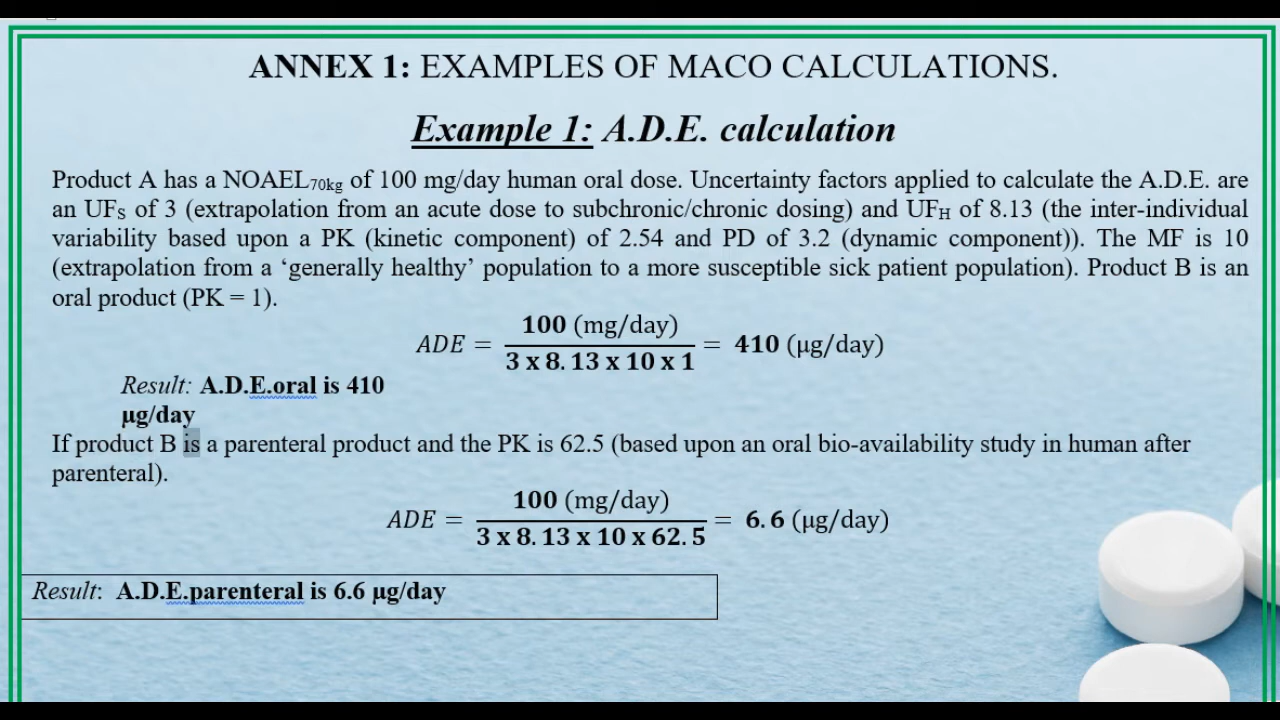 ANNEX 1: EXAMPLES OF MACO CALCULATIONS.
Example 1: A.D.E. calculation
Product A has a NOAEL70kg of 100 mg/day human oral dose. Uncertainty factors applied to calculate the A.D.E. are
an UFS of 3 (extrapolation from an acute dose to subchronic/chronic dosing) and UFH of 8.13 (the inter-individual
variability based upon a PK (kinetic component) of 2.54 and PD of 3.2 (dynamic component)). The MF is 10
(extrapolation from a ‘generally healthy’ population to a more susceptible sick patient population). Product B is an
oral product (PK = 1).
100 (mg/day)
ADE = = 410 (µg/day)
3 x 8.13 x 10 x 1
Result: A.D.E.oral is 410
µg/day
If product B is a parenteral product and the PK is 62.5 (based upon an oral bio-availability study in human after
parenteral).
100 (mg/day)
ADE = = 6.6 (µg/day)
3 x 8.13 x 10 x 62.5
Result: A.D.E.parenteral is 6.6 µg/day